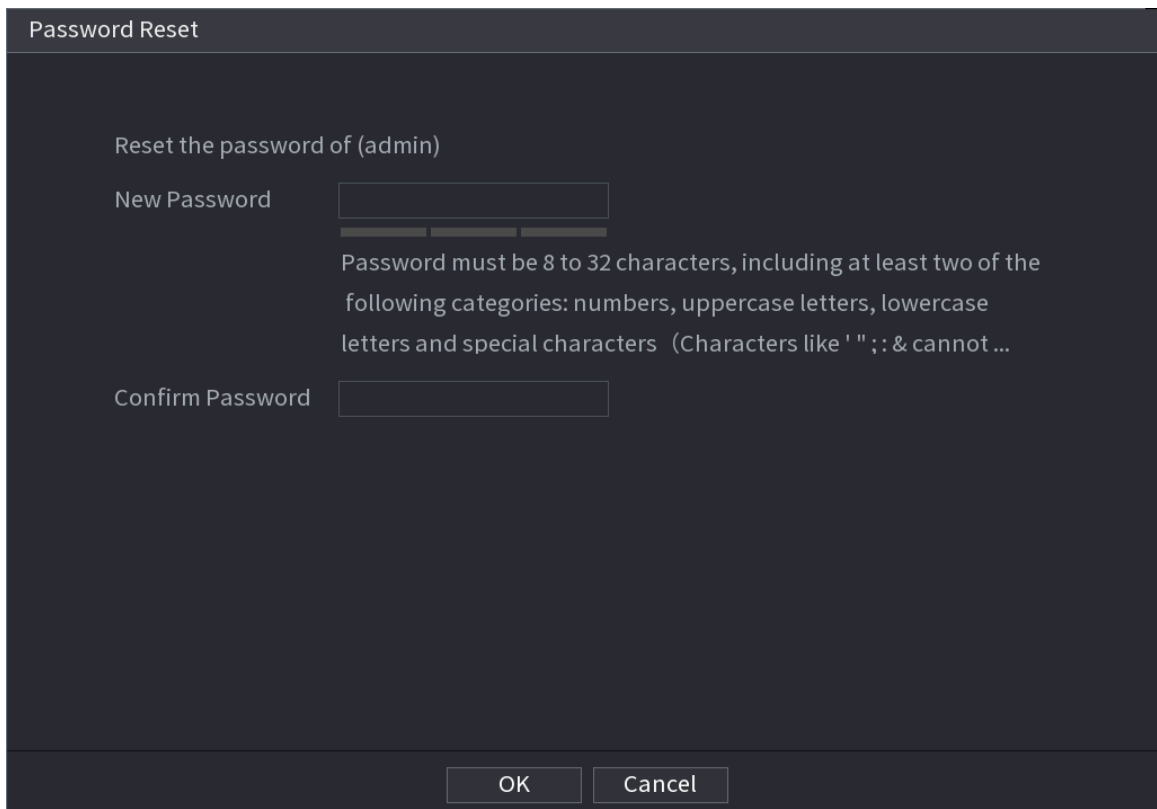 Password Reset
Reset the password of (admin)
New Password
Password must be 8 to 32 characters, including at least two of the
following categories: numbers, uppercase letters, lowercase
letters and special characters（Characters like ' " ; : & cannot ...
Confirm Password
OK Cancel